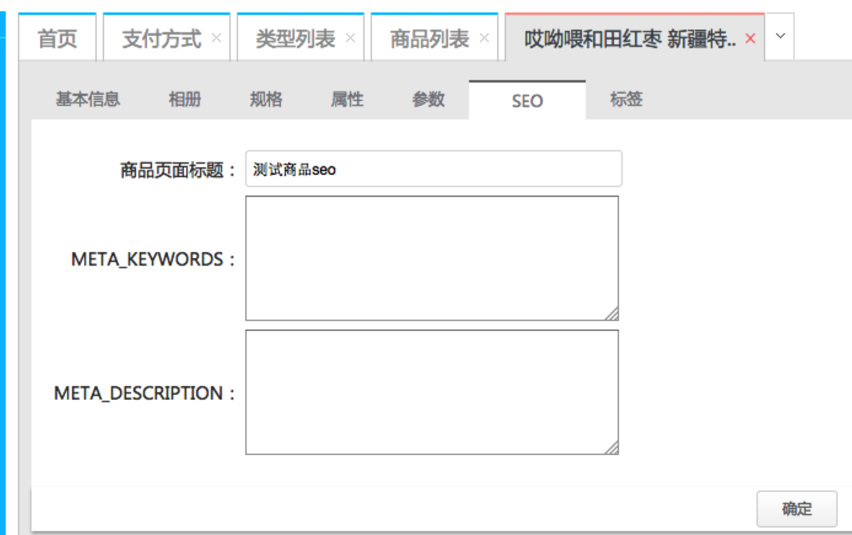 首页 支付方式 类型列表 商品列表 哎呦喂和田红枣 新疆特..
基本信息 相册 规格 属性 参数 SEO 标签
商品页面标题： 测试商品seo
META_KEYWORDS：
META_DESCRIPTION：
确定